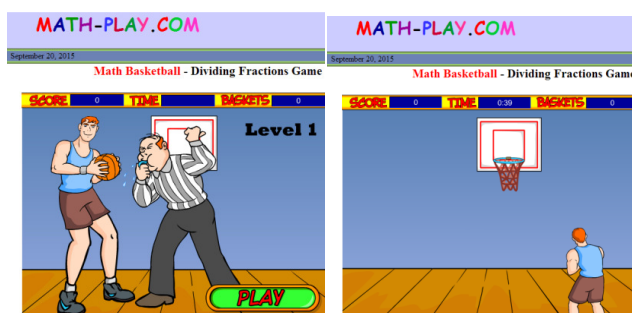 MATH-PLAY.COM
September 20, 2015
Math Basketball - Dividing Fractions Game
SCORE 0 TIME BASKETS 0
Level 1
PLAY
MATH-PLAY.COM
September 20, 2015
Math Basketball - Dividing Fractions Game
SCORE 0 TIME 0:39 BASKETS 0